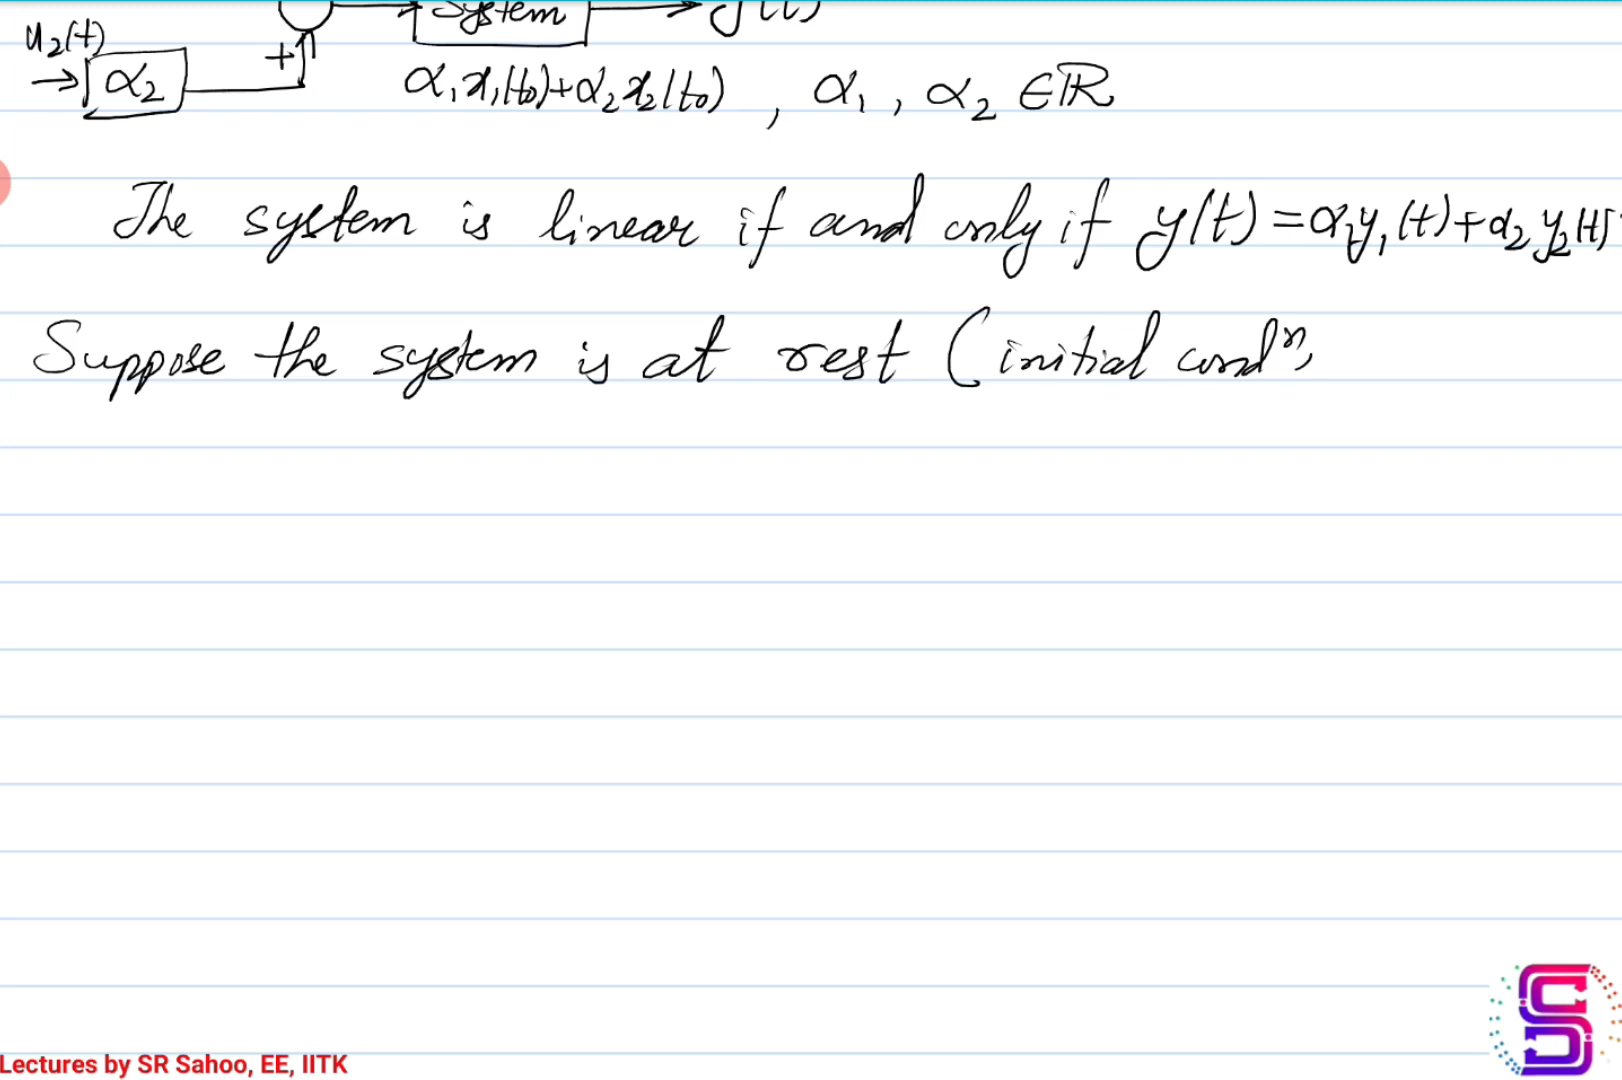 u₂(t)
α₂
+
System
y(t)
α₁x₁(t₀)+α₂x₂(t₀) , α₁ , α₂ ∈ ℝ
The system is linear if and only if y(t) = α₁y₁(t)+α₂y₂(t)
Suppose the system is at rest (initial condⁿ,
Lectures by SR Sahoo, EE, IITK